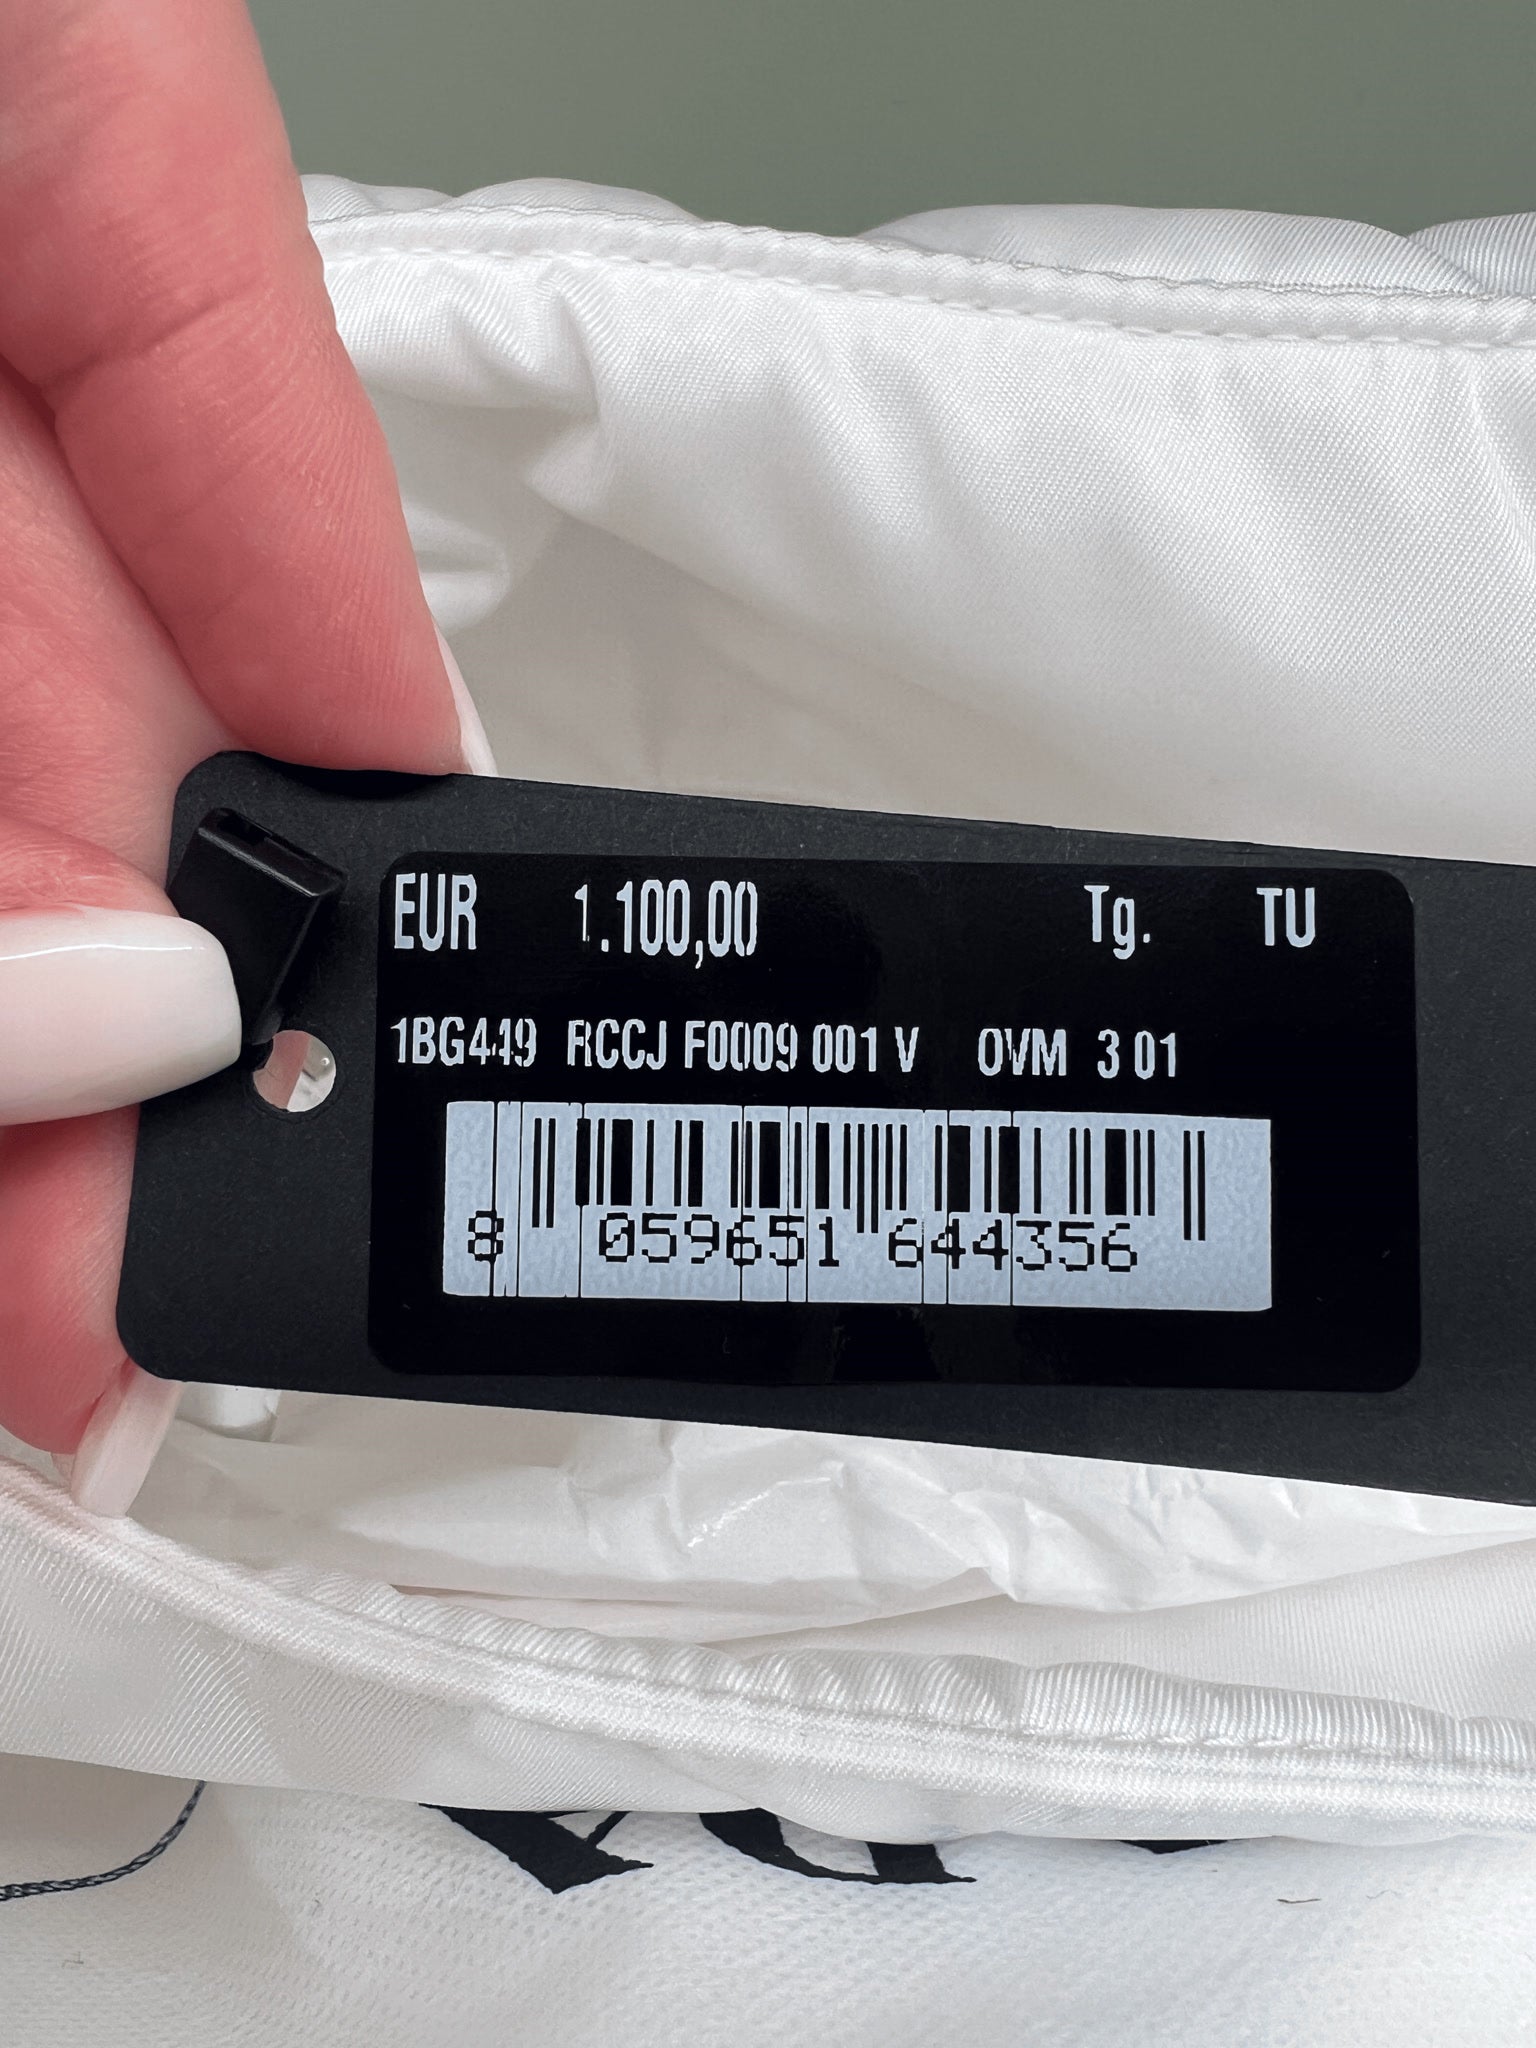 EUR 1.100,00 Tg. TU
1BG449 RCCJ F0009 001 V OVM 3 01
8 059651 644356